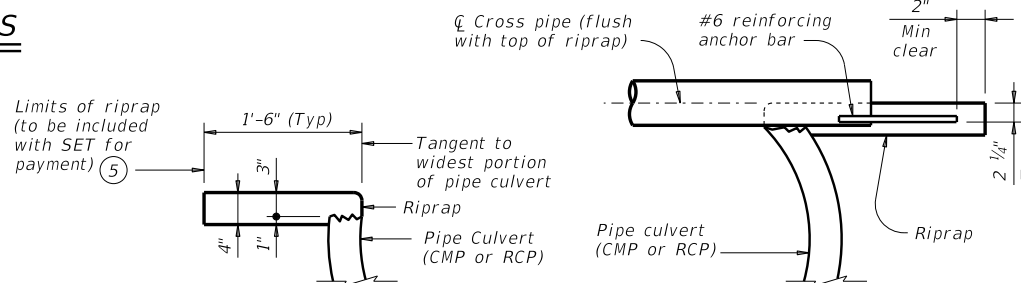 S
Limits of riprap
(to be included
with SET for
payment) 5
1'-6" (Typ)
3"
4"
1"
Tangent to
widest portion
of pipe culvert
Riprap
Pipe Culvert
(CMP or RCP)
℄ Cross pipe (flush
with top of riprap)
#6 reinforcing
anchor bar
2"
Min
clear
2 ¼"
Pipe culvert
(CMP or RCP)
Riprap